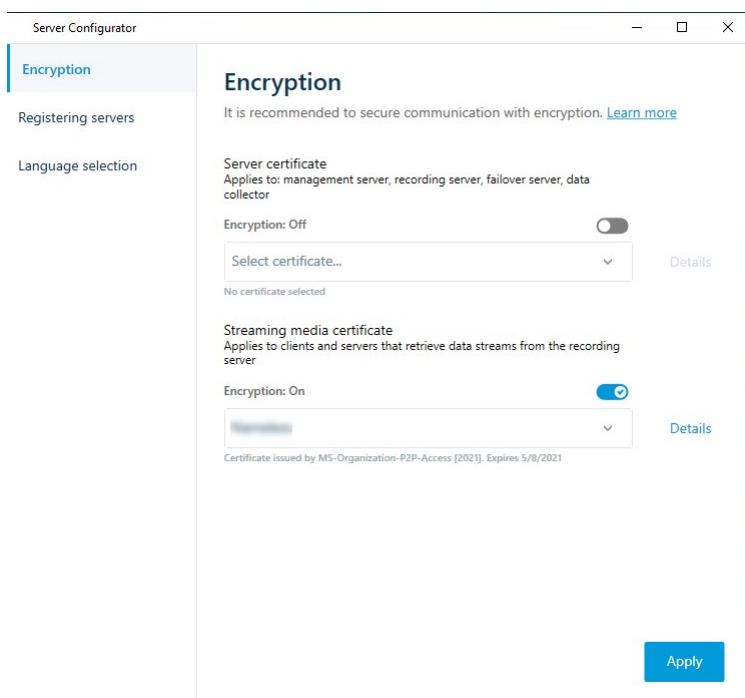 Server Configurator
Encryption
Registering servers
Language selection
Encryption
It is recommended to secure communication with encryption. Learn more
Server certificate
Applies to: management server, recording server, failover server, data
collector
Encryption: Off
Select certificate...
Details
No certificate selected
Streaming media certificate
Applies to clients and servers that retrieve data streams from the recording
server
Encryption: On
Details
Certificate issued by MS-Organization-P2P-Access [2021]. Expires 5/8/2021
Apply